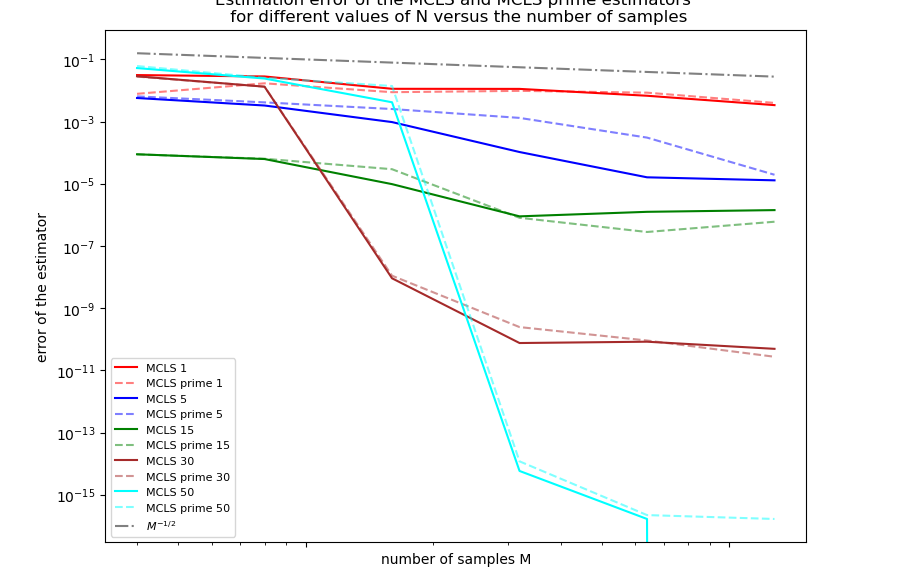 Estimation error of the MCLS and MCLS prime estimators
for different values of N versus the number of samples
error of the estimator
10⁻¹
10⁻³
10⁻⁵
10⁻⁷
10⁻⁹
10⁻¹¹
10⁻¹³
10⁻¹⁵
MCLS 1
MCLS prime 1
MCLS 5
MCLS prime 5
MCLS 15
MCLS prime 15
MCLS 30
MCLS prime 30
MCLS 50
MCLS prime 50
M⁻¹/²
number of samples M